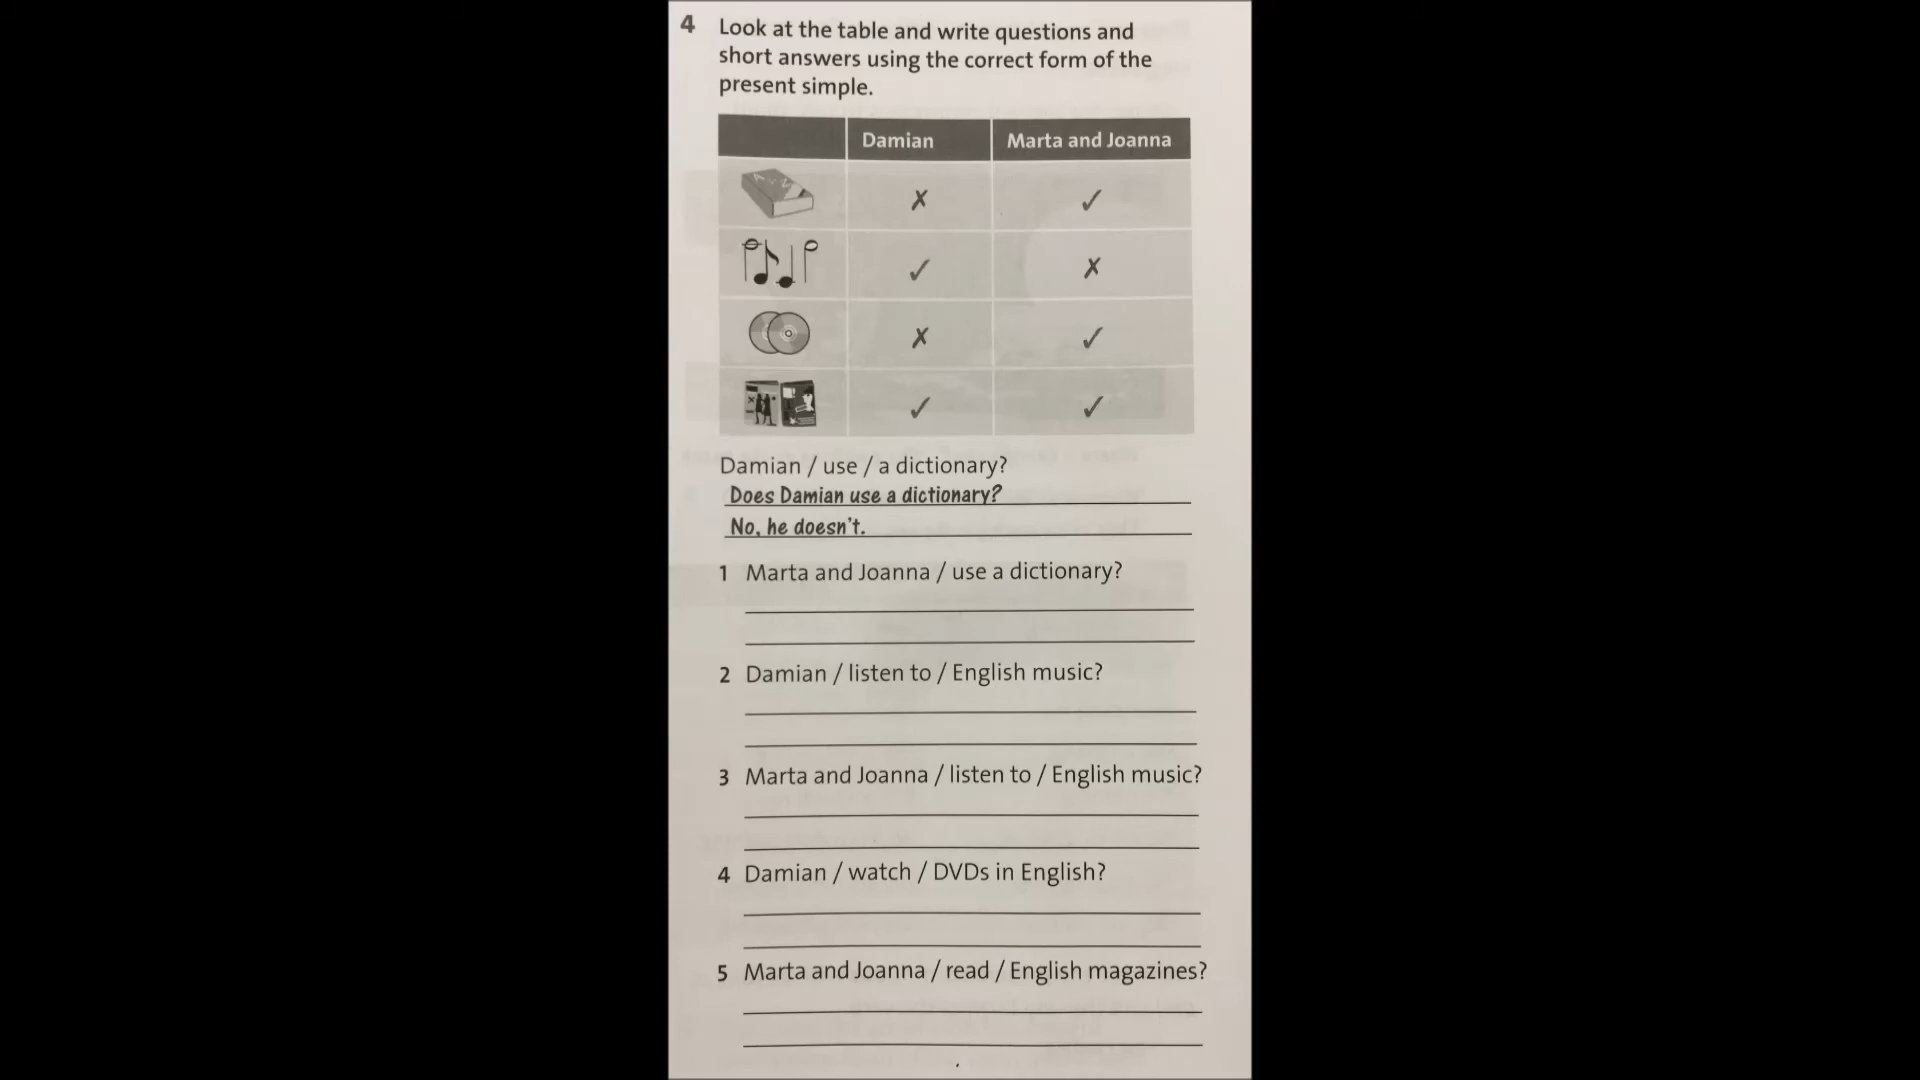 4 Look at the table and write questions and
short answers using the correct form of the
present simple.
Damian Marta and Joanna
✗ ✓
✓ ✗
✗ ✓
✓ ✓
Damian / use / a dictionary?
Does Damian use a dictionary?
No, he doesn't.
1 Marta and Joanna / use a dictionary?
2 Damian / listen to / English music?
3 Marta and Joanna / listen to / English music?
4 Damian / watch / DVDs in English?
5 Marta and Joanna / read / English magazines?